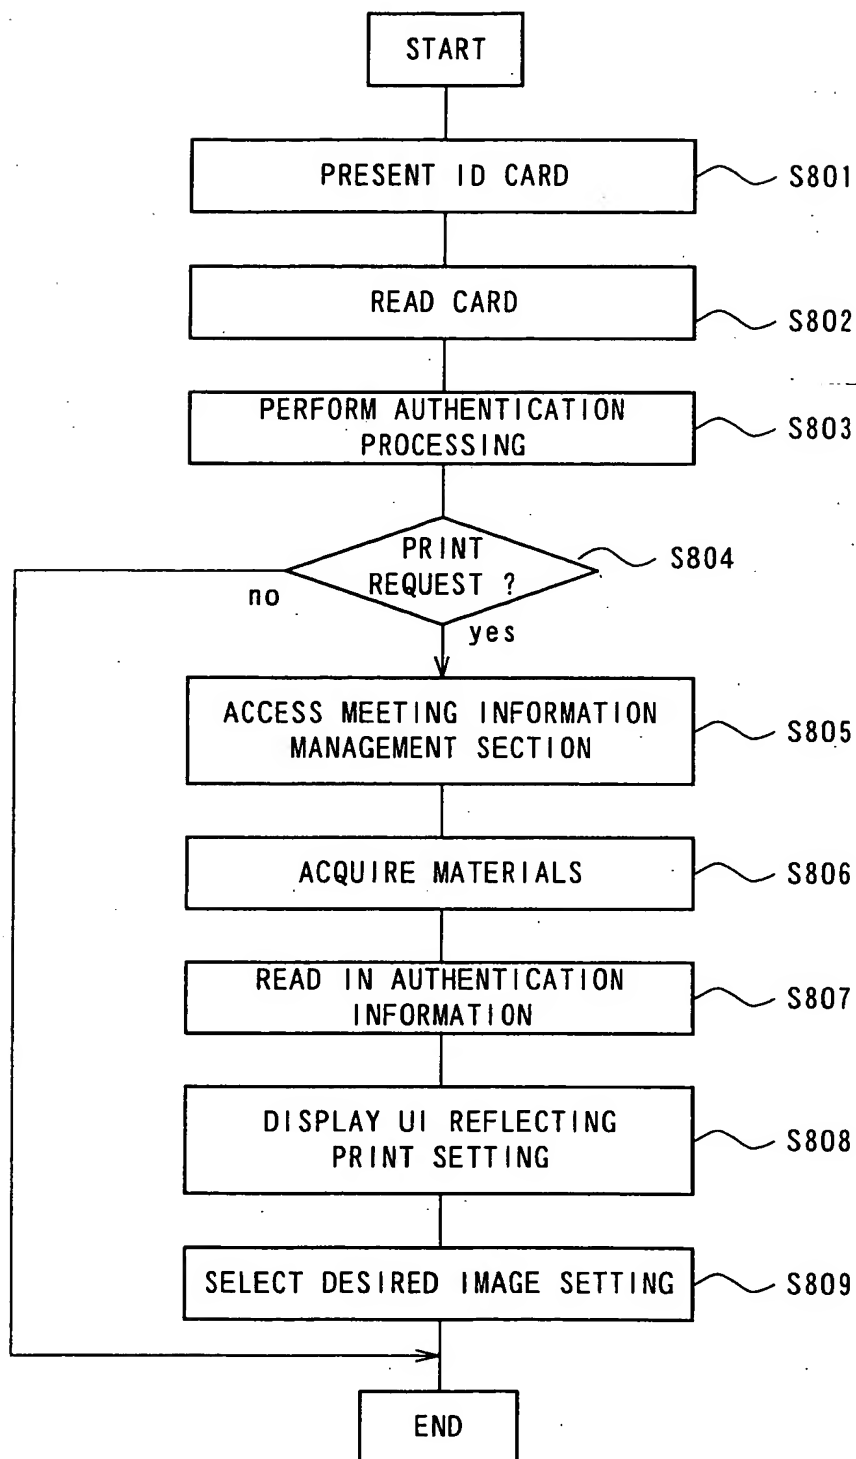 START
PRESENT ID CARD
S801
READ CARD
S802
PERFORM AUTHENTICATION
PROCESSING
S803
PRINT
REQUEST ?
S804
no
yes
ACCESS MEETING INFORMATION
MANAGEMENT SECTION
S805
ACQUIRE MATERIALS
S806
READ IN AUTHENTICATION
INFORMATION
S807
DISPLAY UI REFLECTING
PRINT SETTING
S808
SELECT DESIRED IMAGE SETTING
S809
END